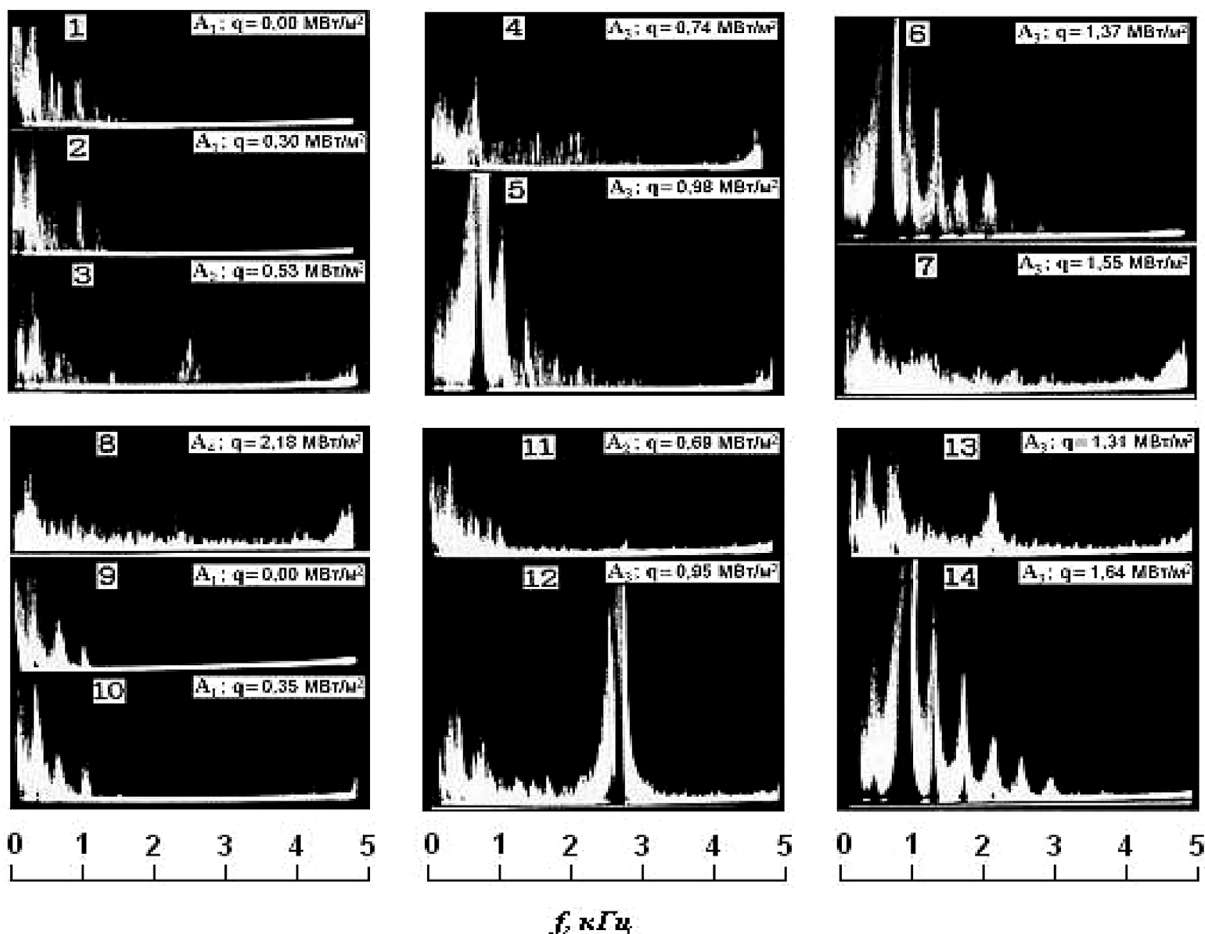 1 A₁; q = 0,00 МВт/м²
2 A₁; q = 0,30 МВт/м²
3 A₂; q = 0,53 МВт/м²
4 A₃; q = 0,74 МВт/м²
5 A₃; q = 0,98 МВт/м²
6 A₃; q = 1,37 МВт/м²
7 A₃; q = 1,55 МВт/м²
8 A₄; q = 2,18 МВт/м²
9 A₁; q = 0,00 МВт/м²
10 A₁; q = 0,35 МВт/м²
11 A₂; q = 0,69 МВт/м²
12 A₃; q = 0,95 МВт/м²
13 A₃; q = 1,31 МВт/м²
14 A₃; q = 1,64 МВт/м²
0 1 2 3 4 5
0 1 2 3 4 5
0 1 2 3 4 5
f, кГц